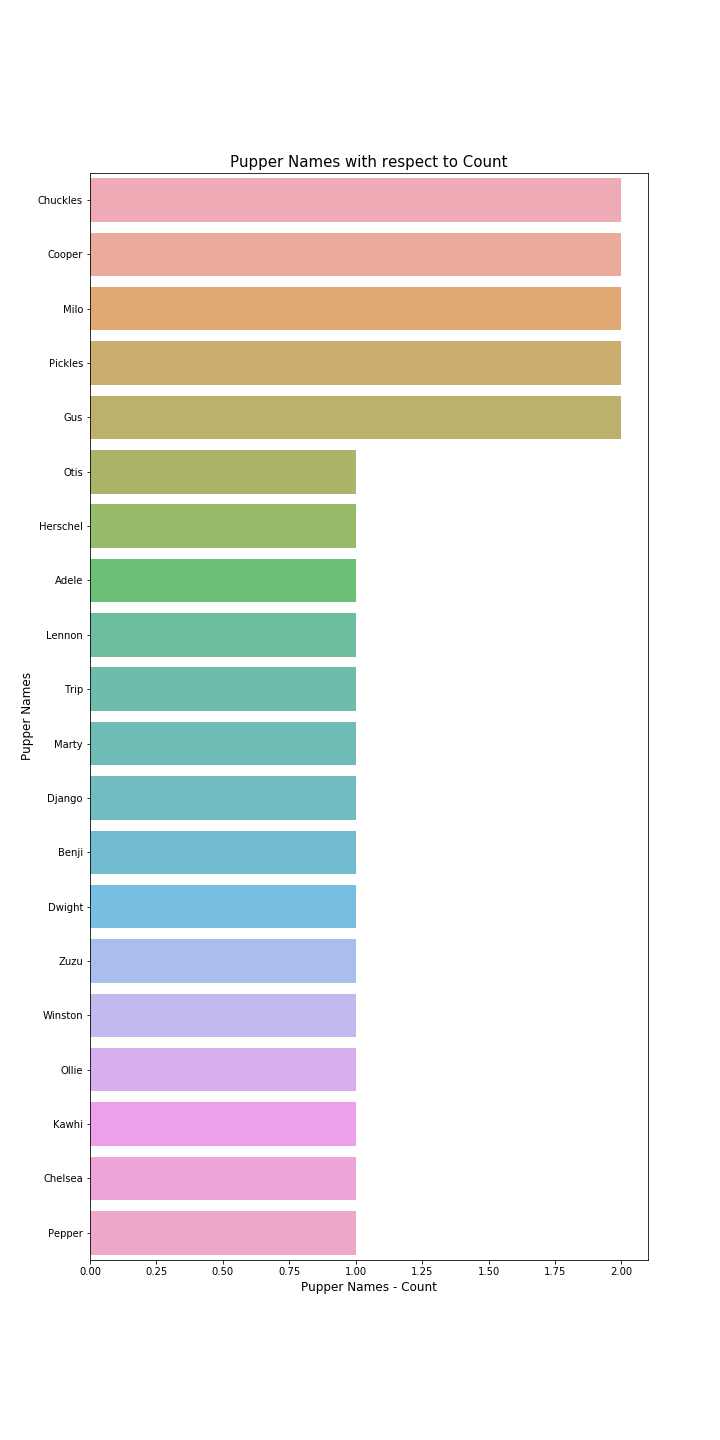 Pupper Names with respect to Count
Chuckles
Cooper
Milo
Pickles
Gus
Otis
Herschel
Adele
Lennon
Trip
Marty
Django
Benji
Dwight
Zuzu
Winston
Ollie
Kawhi
Chelsea
Pepper
Pupper Names
0.00 0.25 0.50 0.75 1.00 1.25 1.50 1.75 2.00
Pupper Names - Count